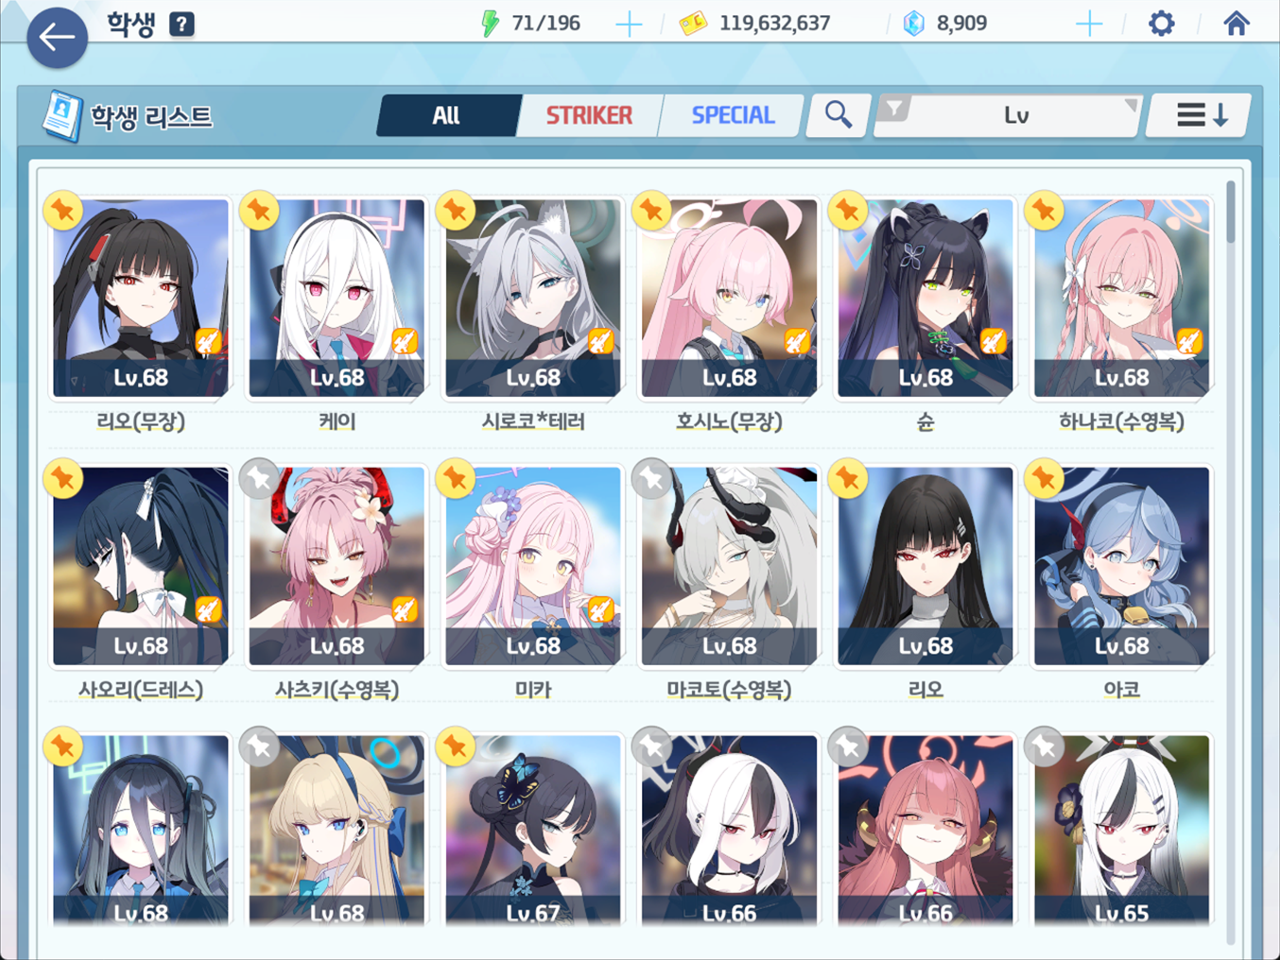 학생 ?
71/196
119,632,637
8,909
학생 리스트
All
STRIKER
SPECIAL
Lv
Lv.68 Lv.68 Lv.68 Lv.68 Lv.68 Lv.68
리오(무장) 케이 시로코*테러 호시노(무장) 슌 하나코(수영복)
Lv.68 Lv.68 Lv.68 Lv.68 Lv.68 Lv.68
사오리(드레스) 사츠키(수영복) 미카 마코토(수영복) 리오 아코
Lv.68 Lv.68 Lv.67 Lv.66 Lv.66 Lv.65